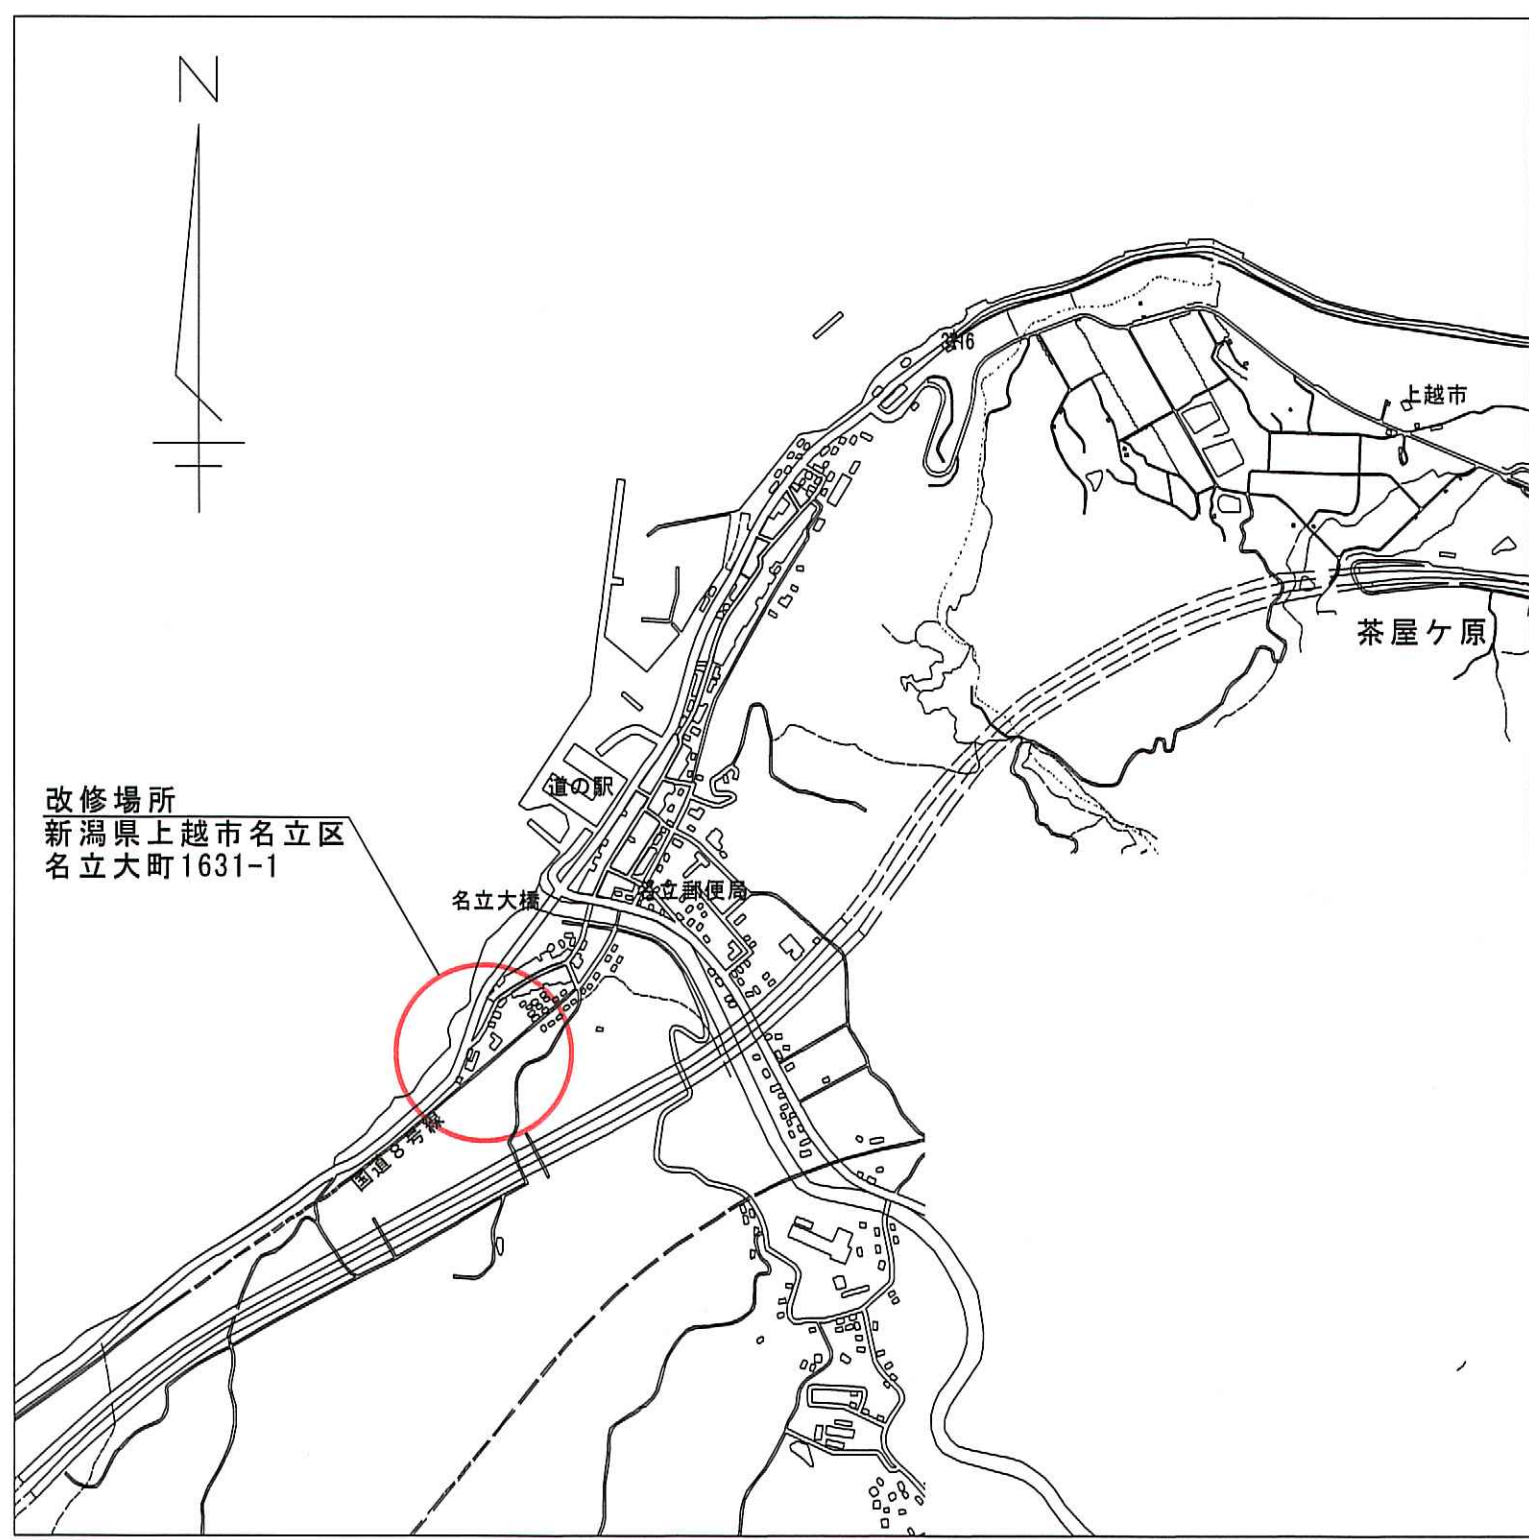 N
上越市
茶屋ケ原
道の駅
改修場所
新潟県上越市名立区
名立大町1631-1
名立郵便局
名立大橋
国道8号線